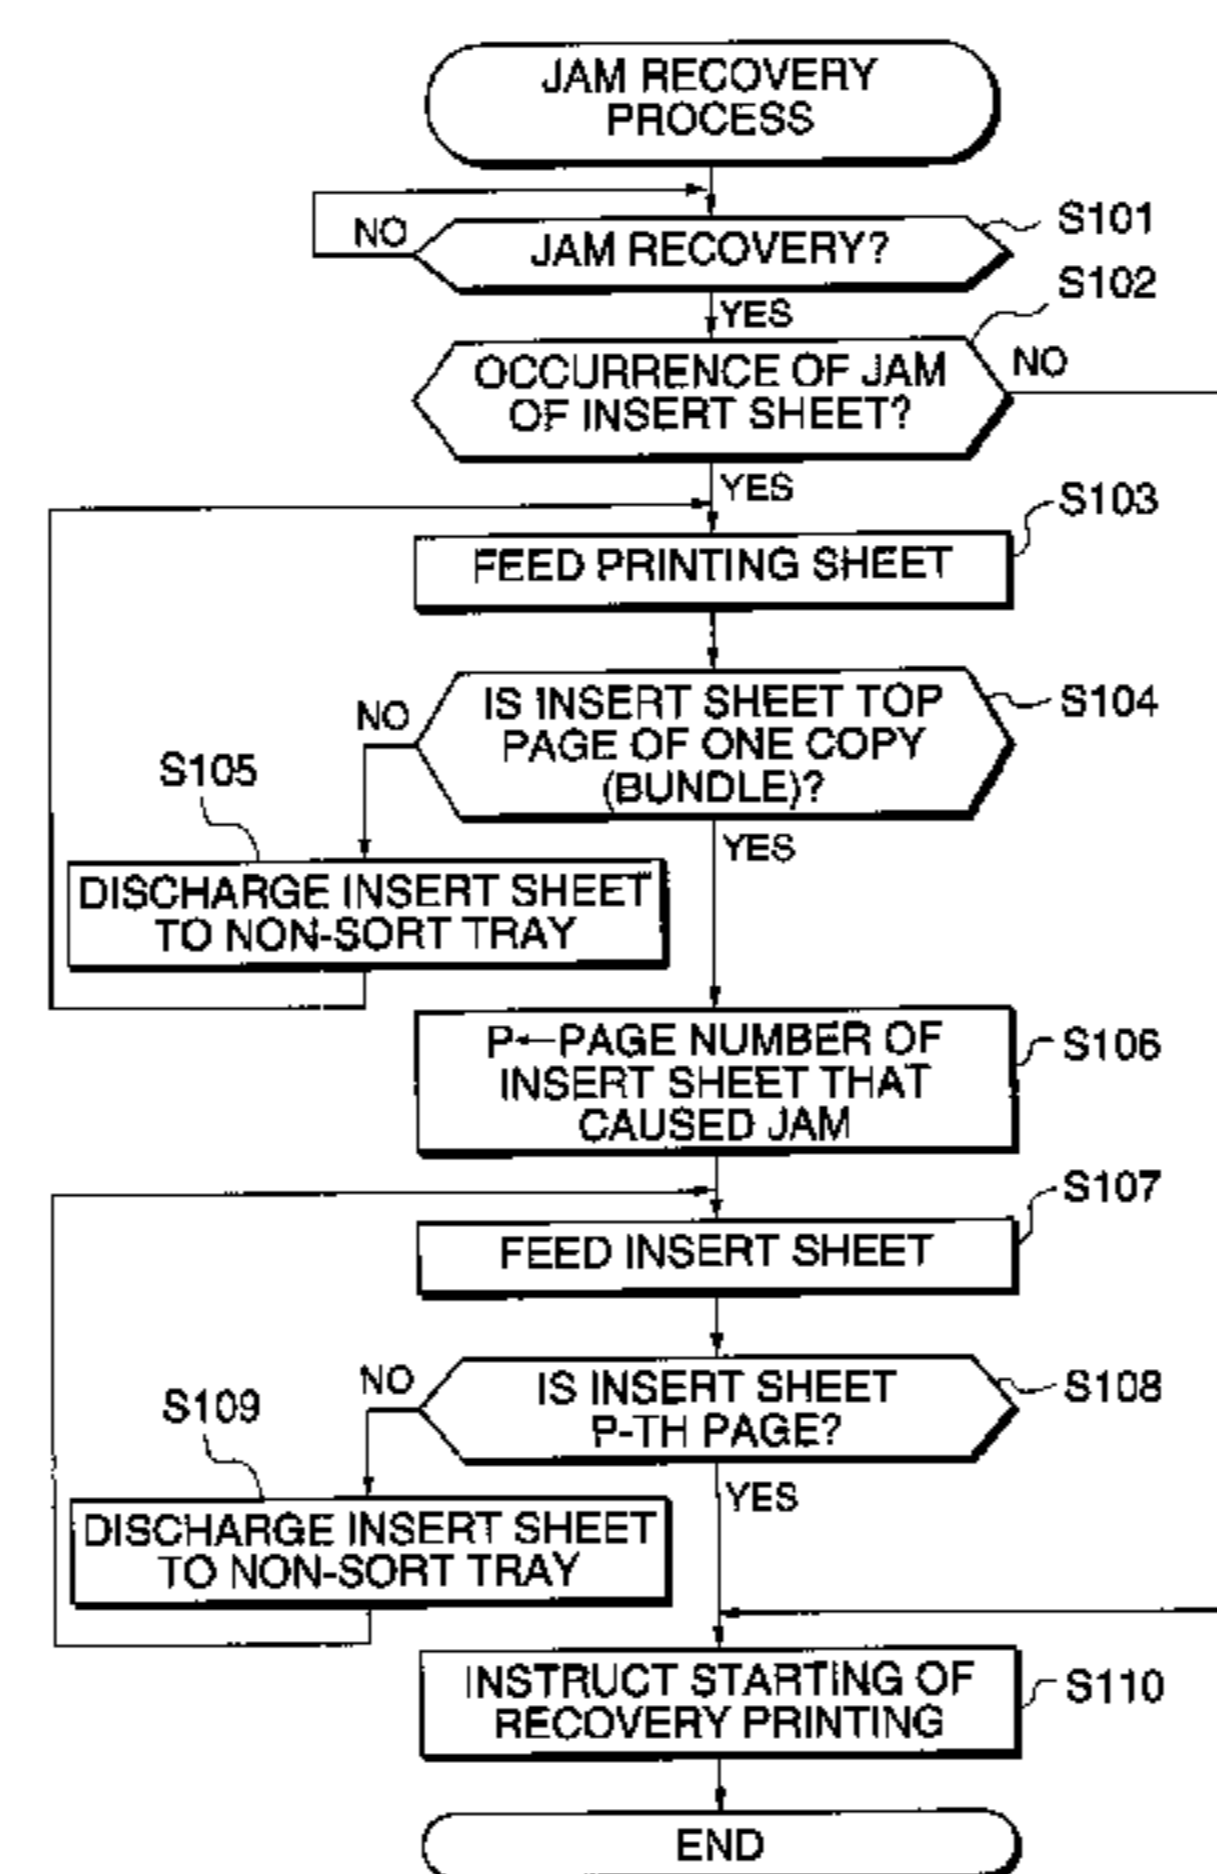 JAM RECOVERY
PROCESS
NO
JAM RECOVERY?
S101
YES
S102
OCCURRENCE OF JAM
OF INSERT SHEET?
NO
YES
S103
FEED PRINTING SHEET
NO
IS INSERT SHEET TOP
PAGE OF ONE COPY
(BUNDLE)?
S104
S105
YES
DISCHARGE INSERT SHEET
TO NON-SORT TRAY
P←PAGE NUMBER OF
INSERT SHEET THAT
CAUSED JAM
S106
S107
FEED INSERT SHEET
NO
IS INSERT SHEET
P-TH PAGE?
S108
S109
YES
DISCHARGE INSERT SHEET
TO NON-SORT TRAY
INSTRUCT STARTING OF
RECOVERY PRINTING
S110
END